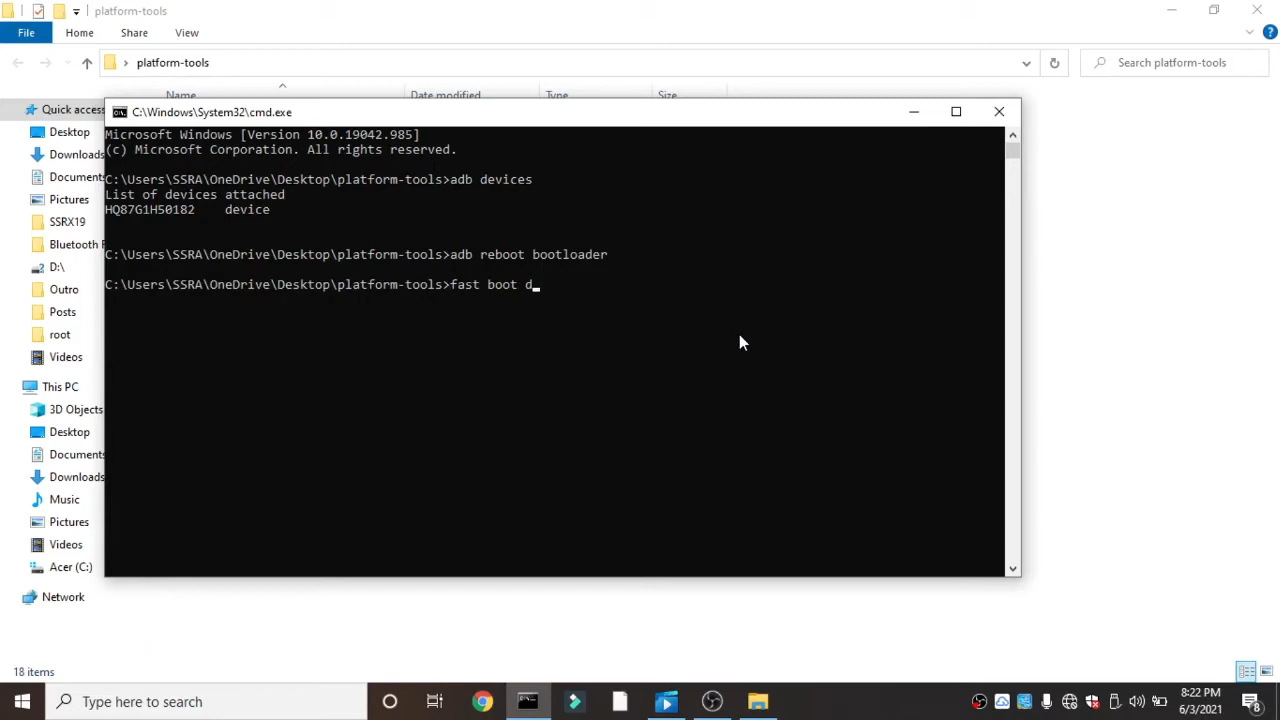 platform-tools
File
Home
Share
View
platform-tools
Search platform-tools
Name
Date modified
Type
Size
Quick access
Desktop
Downloads
Documents
Pictures
SSRX19
Bluetooth F
D:\
Outro
Posts
root
Videos
This PC
3D Objects
Desktop
Documents
Downloads
Music
Pictures
Videos
Acer (C:)
Network
C:\Windows\System32\cmd.exe
Microsoft Windows [Version 10.0.19042.985]
(c) Microsoft Corporation. All rights reserved.
C:\Users\SSRA\OneDrive\Desktop\platform-tools>adb devices
List of devices attached
HQ87G1H50182 device
C:\Users\SSRA\OneDrive\Desktop\platform-tools>adb reboot bootloader
C:\Users\SSRA\OneDrive\Desktop\platform-tools>fast boot d_
18 items
Type here to search
8:22 PM
6/3/2021
8